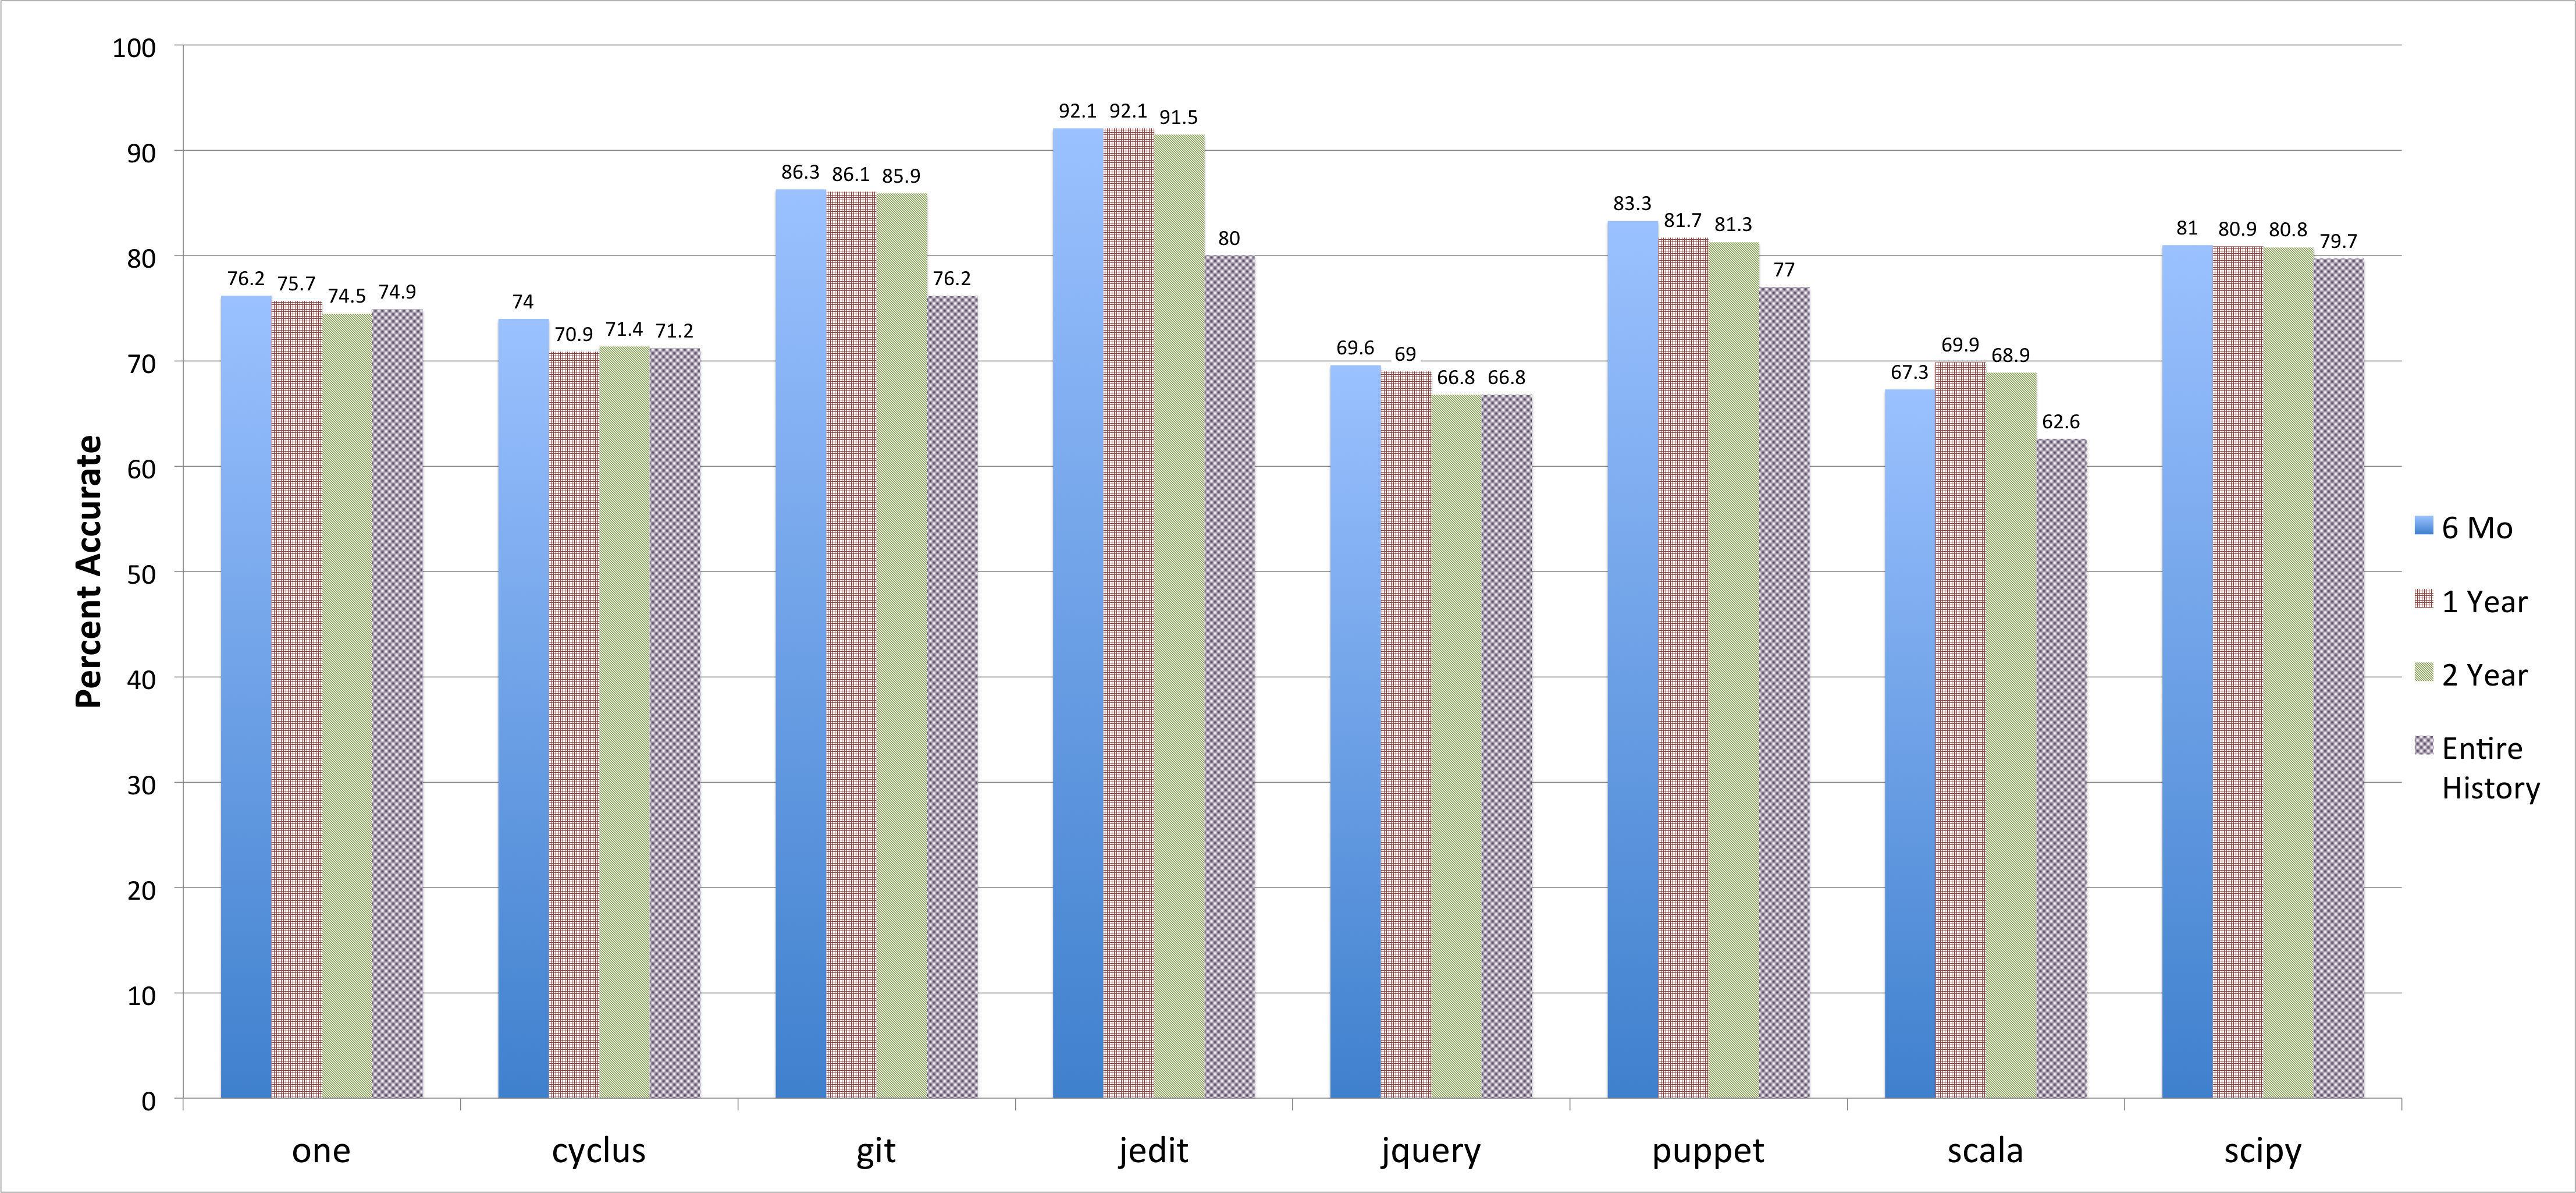 Percent Accurate
100
90
80
70
60
50
40
30
20
10
0
76.2 75.7 74.5 74.9
74 70.9 71.4 71.2
86.3 86.1 85.9 76.2
92.1 92.1 91.5 80
69.6 69 66.8 66.8
83.3 81.7 81.3 77
67.3 69.9 68.9 62.6
81 80.9 80.8 79.7
one cyclus git jedit jquery puppet scala scipy
6 Mo
1 Year
2 Year
Entire
History